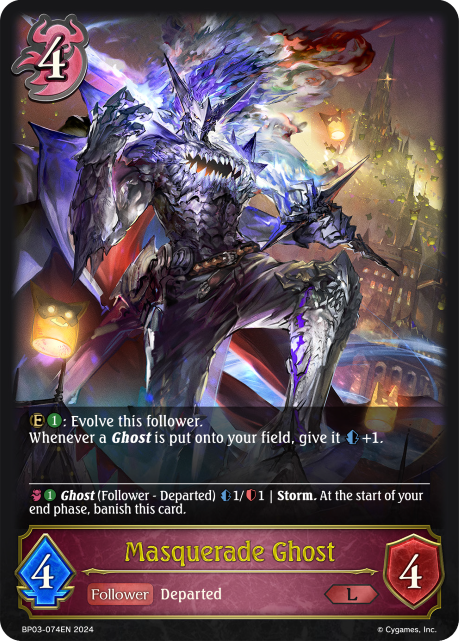 4
E 1: Evolve this follower.
Whenever a Ghost is put onto your field, give it +1.
1 Ghost (Follower - Departed) 1/1 | Storm. At the start of your
end phase, banish this card.
Masquerade Ghost
4
Follower Departed
L
4
BP03-074EN 2024
© Cygames, Inc.